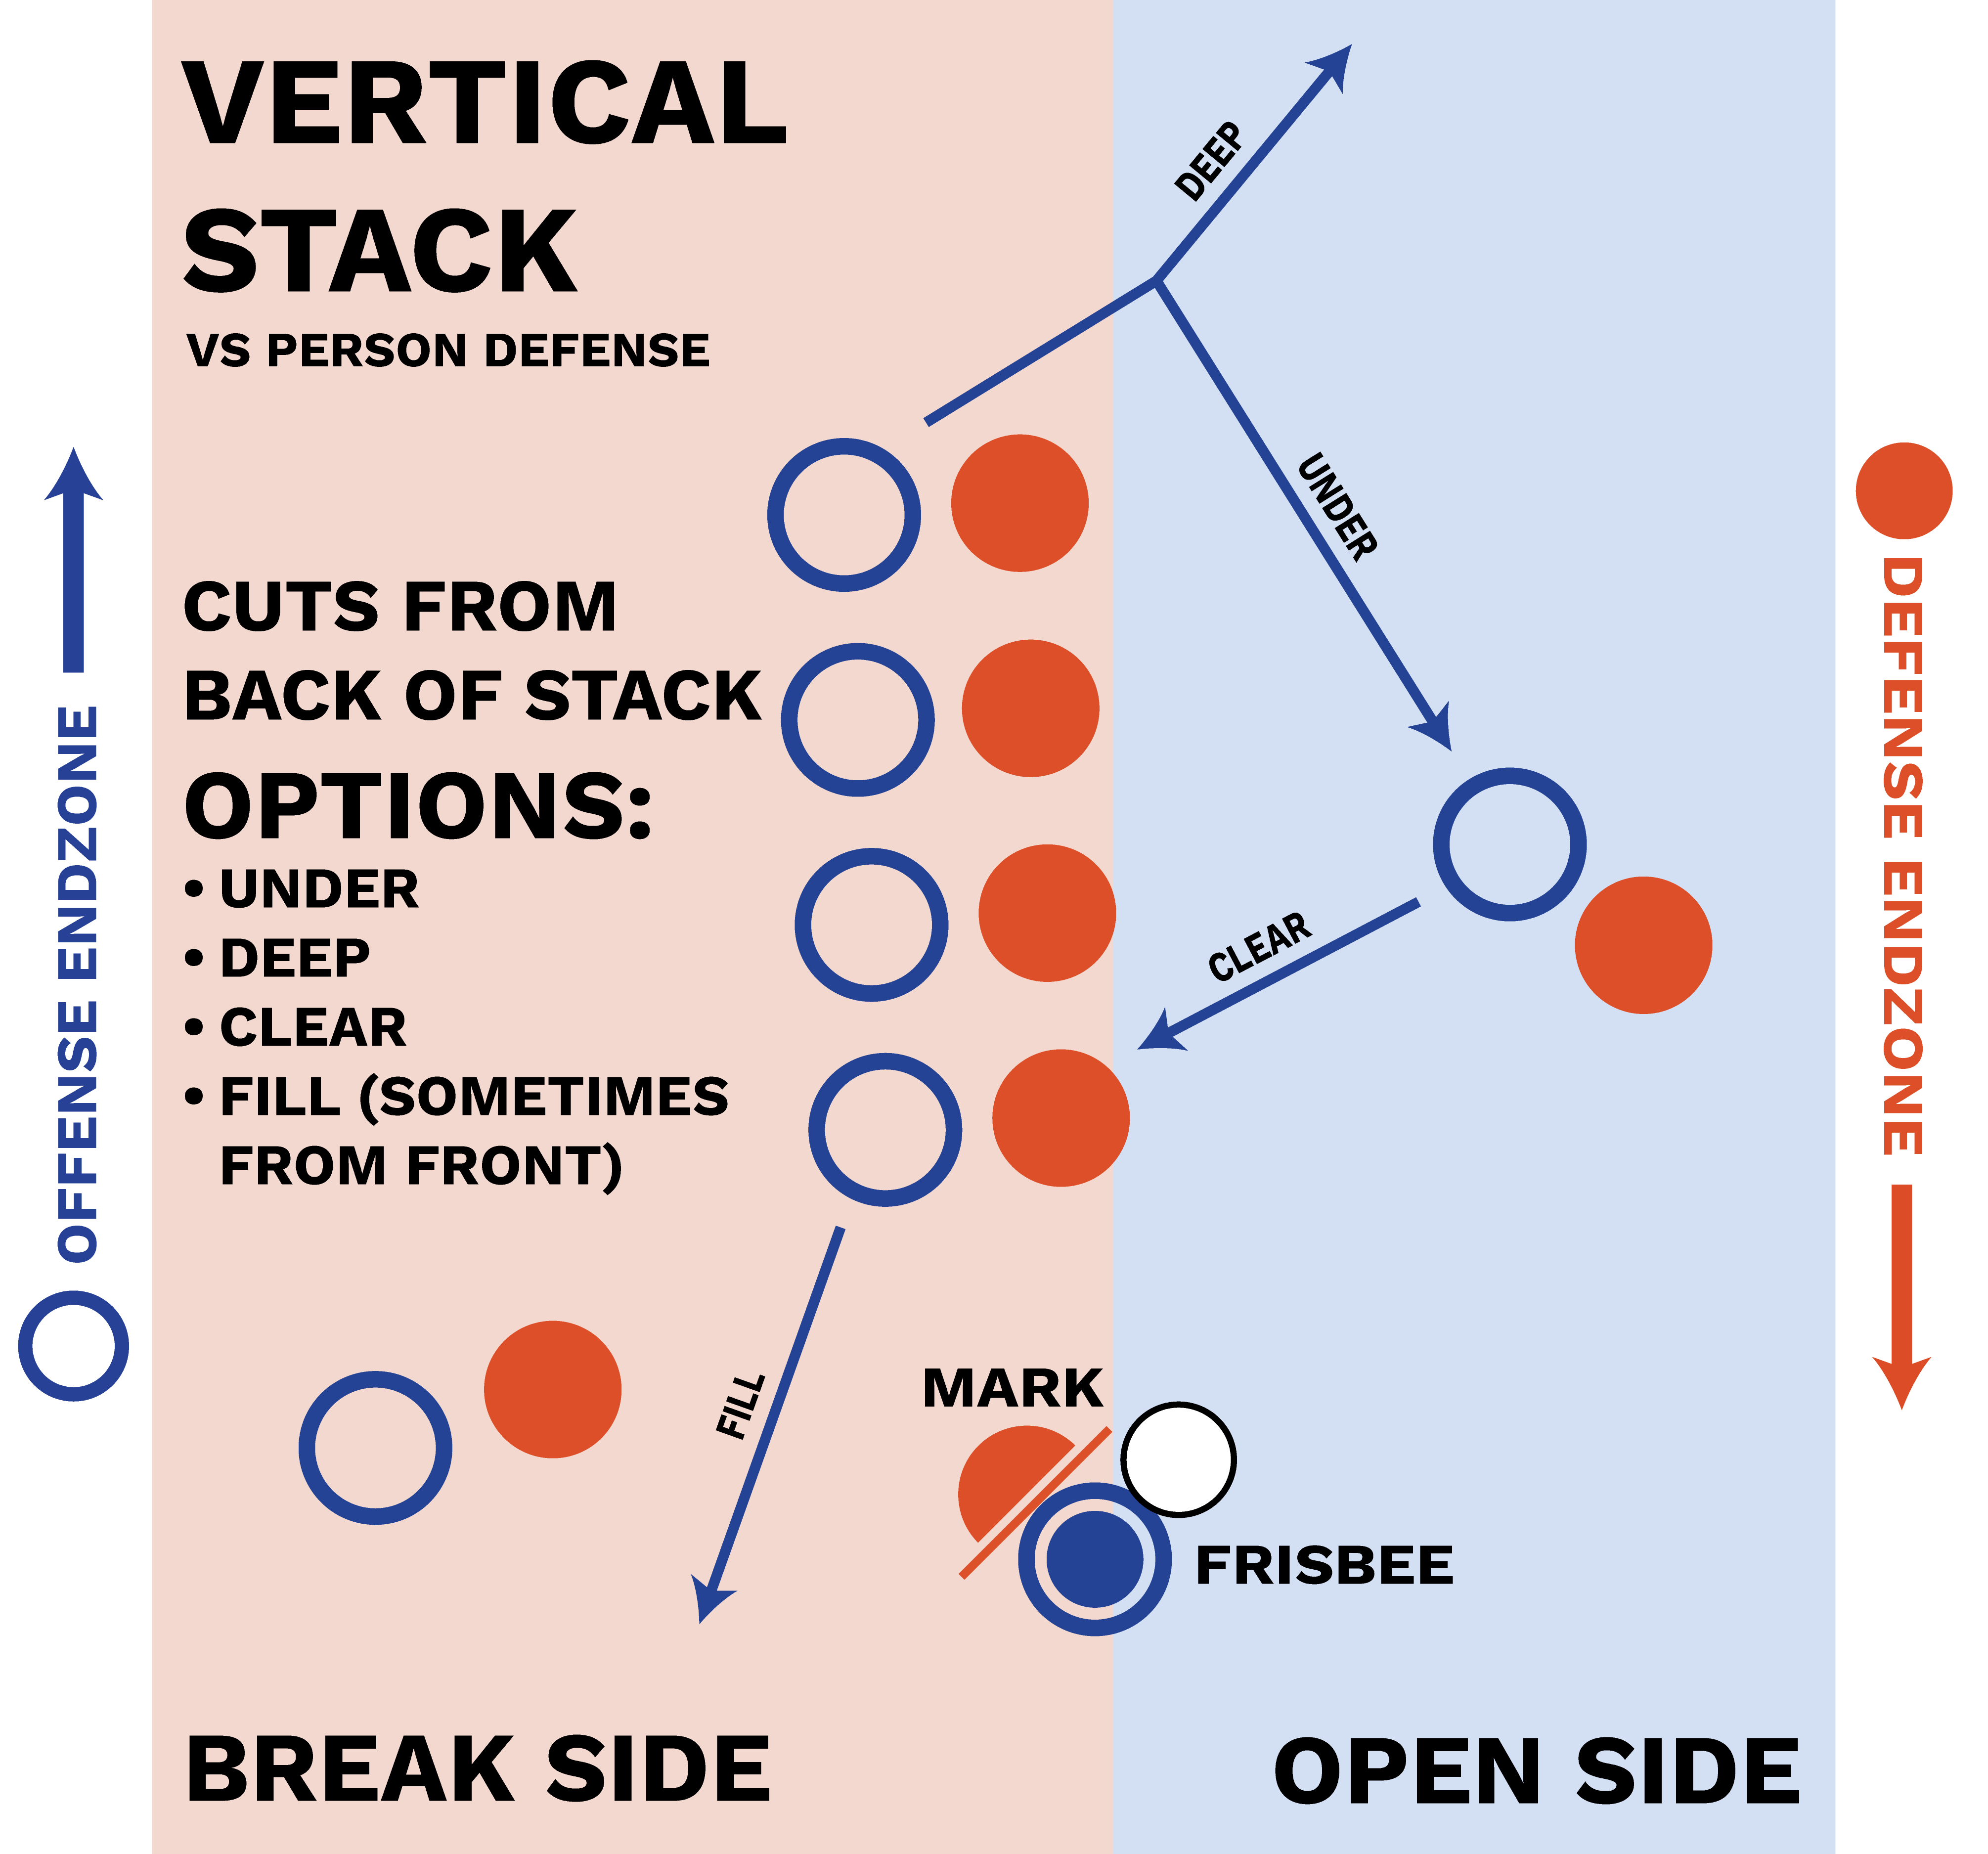 VERTICAL
STACK
VS PERSON DEFENSE
DEEP
UNDER
CUTS FROM
BACK OF STACK
OPTIONS:
• UNDER
• DEEP
• CLEAR
• FILL (SOMETIMES
FROM FRONT)
CLEAR
FILL
MARK
FRISBEE
BREAK SIDE
OPEN SIDE
OFFENSE ENDZONE
DEFENSE ENDZONE